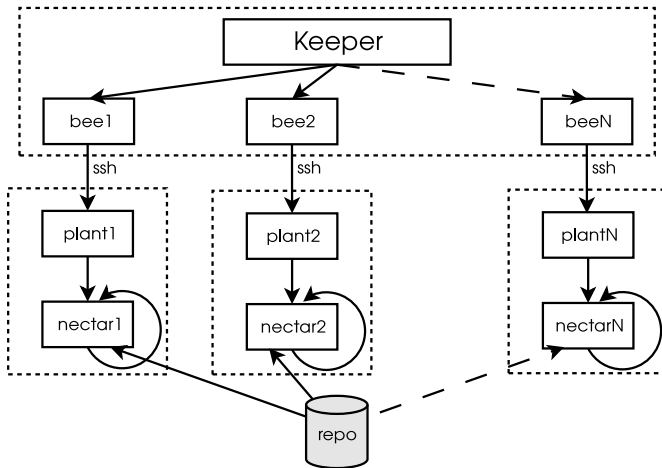 Keeper
bee1
bee2
beeN
ssh
ssh
ssh
plant1
plant2
plantN
nectar1
nectar2
nectarN
repo